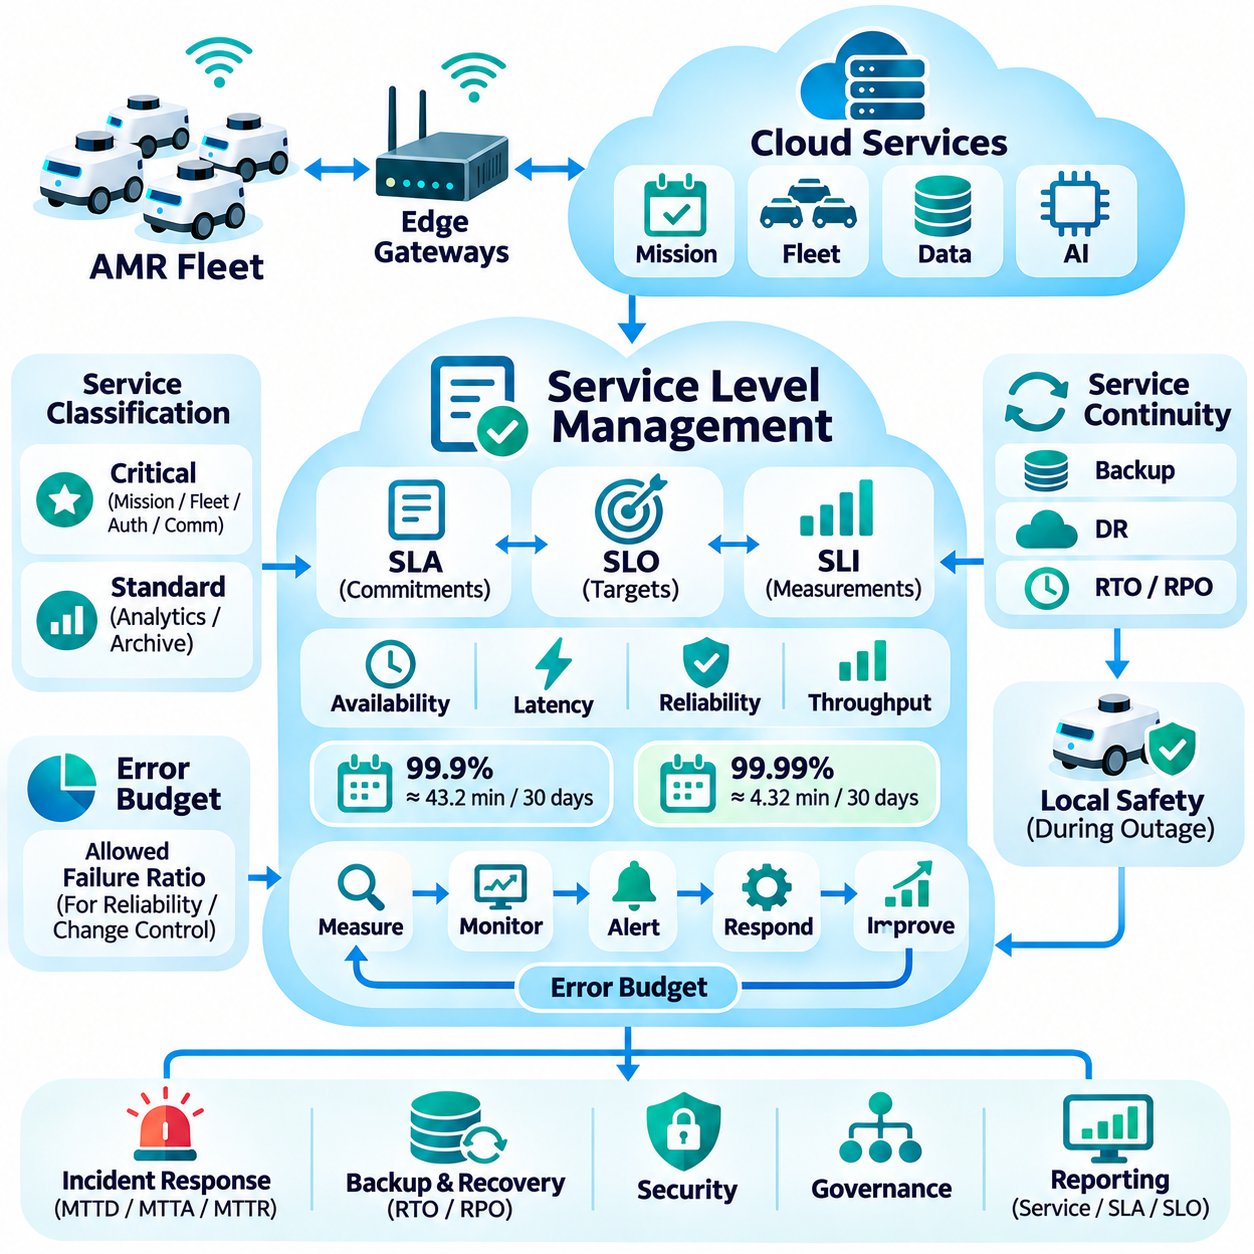 AMR Fleet
Edge
Gateways
Cloud Services
Mission
Fleet
Data
AI
Service
Classification
Critical
(Mission / Fleet /
Auth / Comm)
Standard
(Analytics /
Archive)
Service Level
Management
SLA
(Commitments)
SLO
(Targets)
SLI
(Measurements)
Availability
Latency
Reliability
Throughput
99.9%
≈ 43.2 min / 30 days
99.99%
≈ 4.32 min / 30 days
Service
Continuity
Backup
DR
RTO / RPO
Local Safety
(During Outage)
Error
Budget
Allowed
Failure Ratio
(For Reliability /
Change Control)
Measure
Monitor
Alert
Respond
Improve
Error Budget
Incident Response
(MTTD / MTTA / MTTR)
Backup & Recovery
(RTO / RPO)
Security
Governance
Reporting
(Service / SLA / SLO)